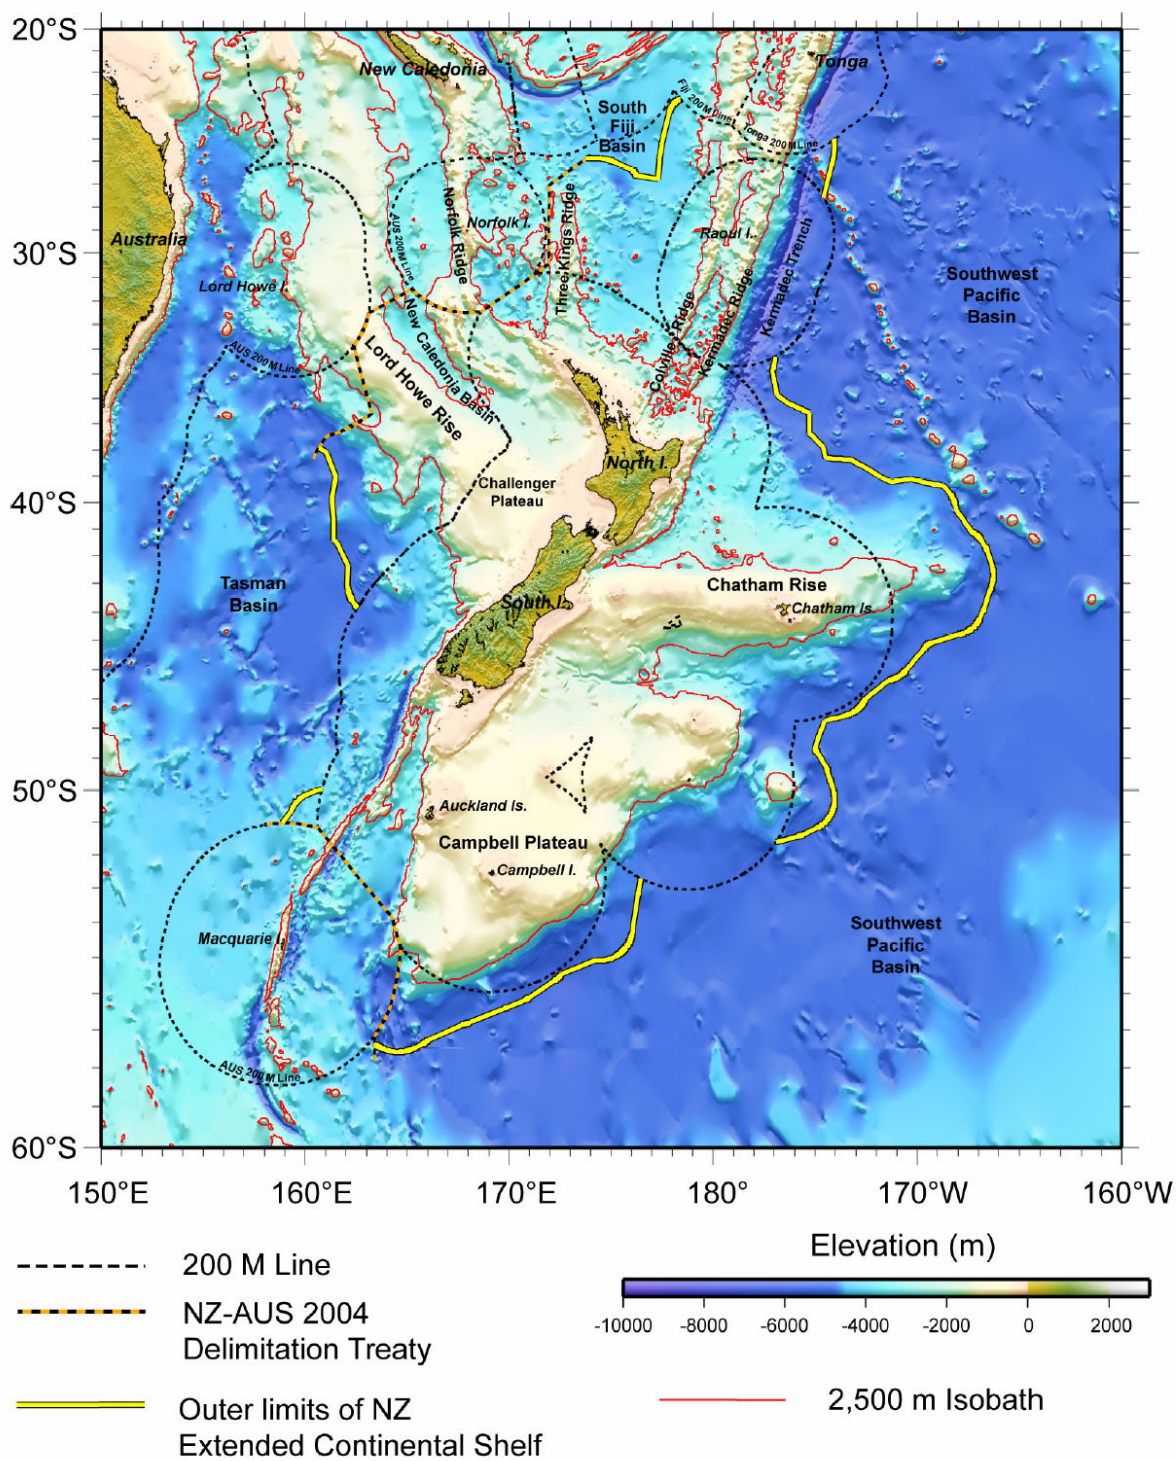 20°S
30°S
40°S
50°S
60°S
150°E
160°E
170°E
180°
170°W
160°W
New Caledonia
Tonga
South
Fiji
Basin
Fiji 200 M Line
Tonga 200 M Line
Australia
AUS 200 M Line
Norfolk Ridge
Norfolk I.
Three Kings Ridge
Raoul I.
Kermadec Trench
Southwest
Pacific
Basin
Lord Howe I.
AUS 200 M Line
New Caledonia Basin
Lord Howe Rise
Colville Ridge
Kermadec Ridge
North I.
Challenger
Plateau
Tasman
Basin
South I.
Chatham Rise
Chatham Is.
Auckland Is.
Campbell Plateau
Campbell I.
Macquarie I.
Southwest
Pacific
Basin
AUS 200 M Line
200 M Line
NZ-AUS 2004
Delimitation Treaty
Outer limits of NZ
Extended Continental Shelf
Elevation (m)
-10000
-8000
-6000
-4000
-2000
0
2000
2,500 m Isobath